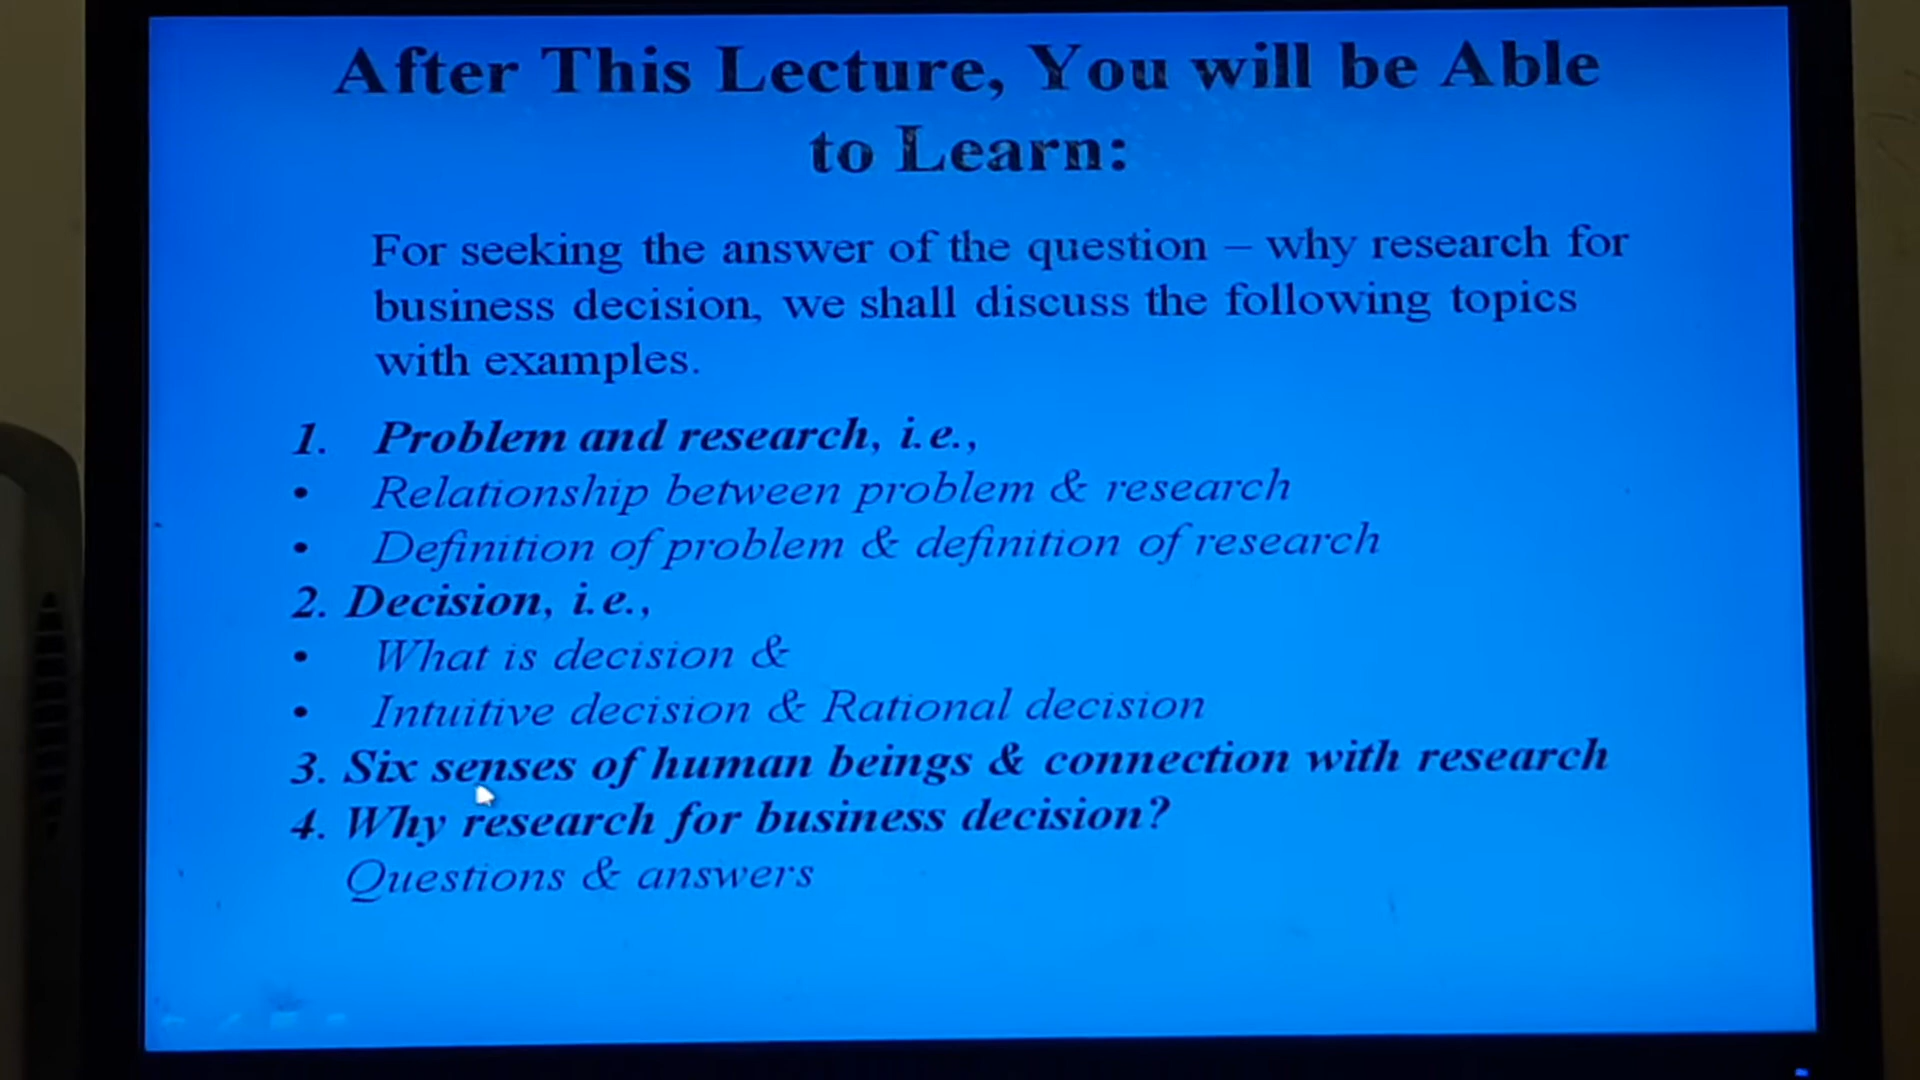 After This Lecture, You will be Able
to Learn:
For seeking the answer of the question – why research for
business decision, we shall discuss the following topics
with examples.
1. Problem and research, i.e.,
• Relationship between problem & research
• Definition of problem & definition of research
2. Decision, i.e.,
• What is decision &
• Intuitive decision & Rational decision
3. Six senses of human beings & connection with research
4. Why research for business decision?
Questions & answers